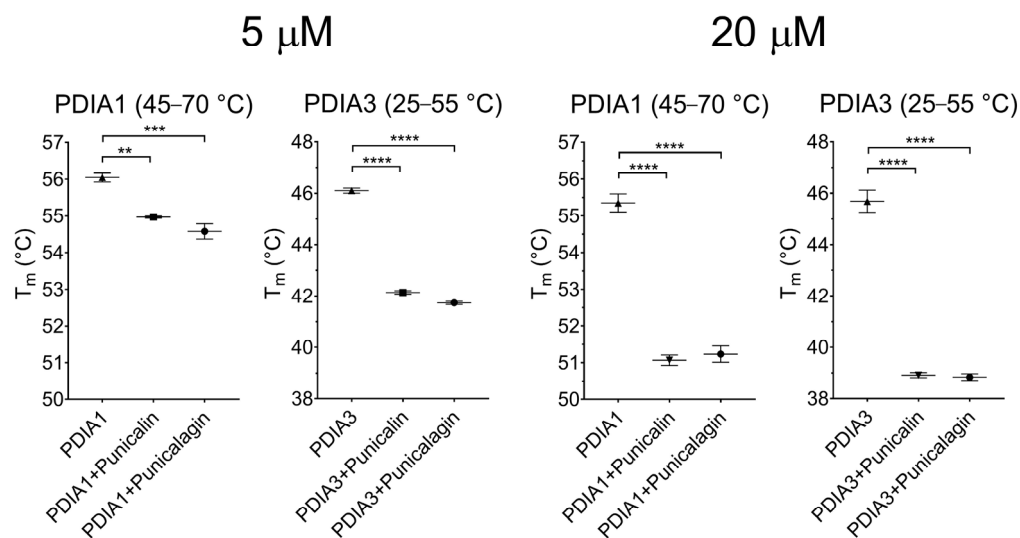 5 μM
20 μM
PDIA1 (45–70 °C)
PDIA3 (25–55 °C)
PDIA1 (45–70 °C)
PDIA3 (25–55 °C)
Tm (°C)
57
56
55
54
53
52
51
50
***
**
PDIA1
PDIA1+Punicalin
PDIA1+Punicalagin
Tm (°C)
48
46
44
42
40
38
****
****
PDIA3
PDIA3+Punicalin
PDIA3+Punicalagin
Tm (°C)
57
56
55
54
53
52
51
50
****
****
PDIA1
PDIA1+Punicalin
PDIA1+Punicalagin
Tm (°C)
48
46
44
42
40
38
****
****
PDIA3
PDIA3+Punicalin
PDIA3+Punicalagin